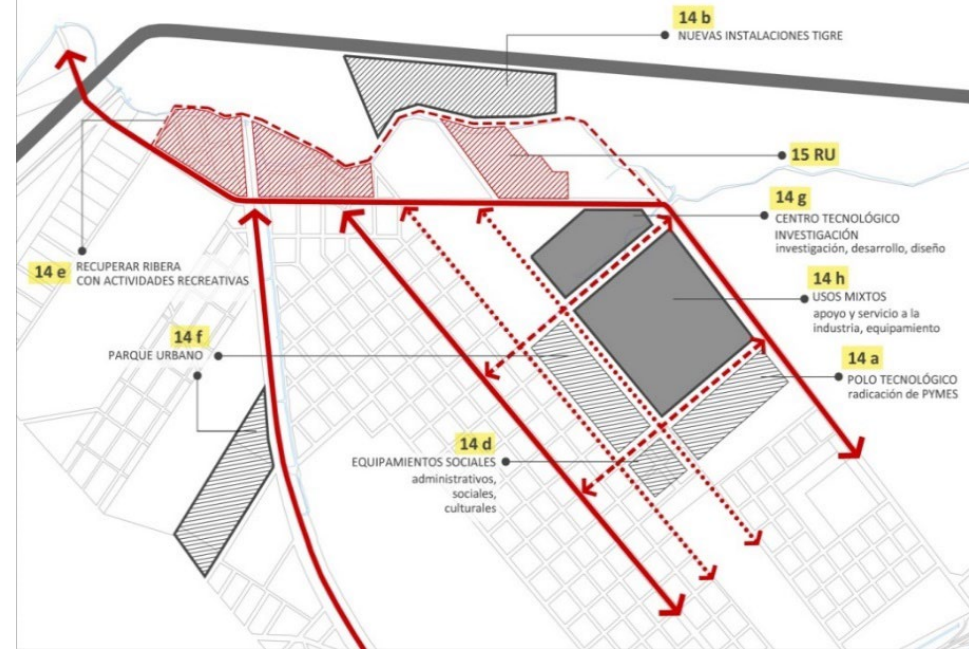 14 b
NUEVAS INSTALACIONES TIGRE
15 RU
14 g
CENTRO TECNOLÓGICO
INVESTIGACIÓN
investigación, desarrollo, diseño
14 e
RECUPERAR RIBERA
CON ACTIVIDADES RECREATIVAS
14 h
USOS MIXTOS
apoyo y servicio a la
industria, equipamiento
14 f
PARQUE URBANO
14 a
POLO TECNOLÓGICO
radicación de PYMES
14 d
EQUIPAMIENTOS SOCIALES
administrativos,
sociales,
culturales